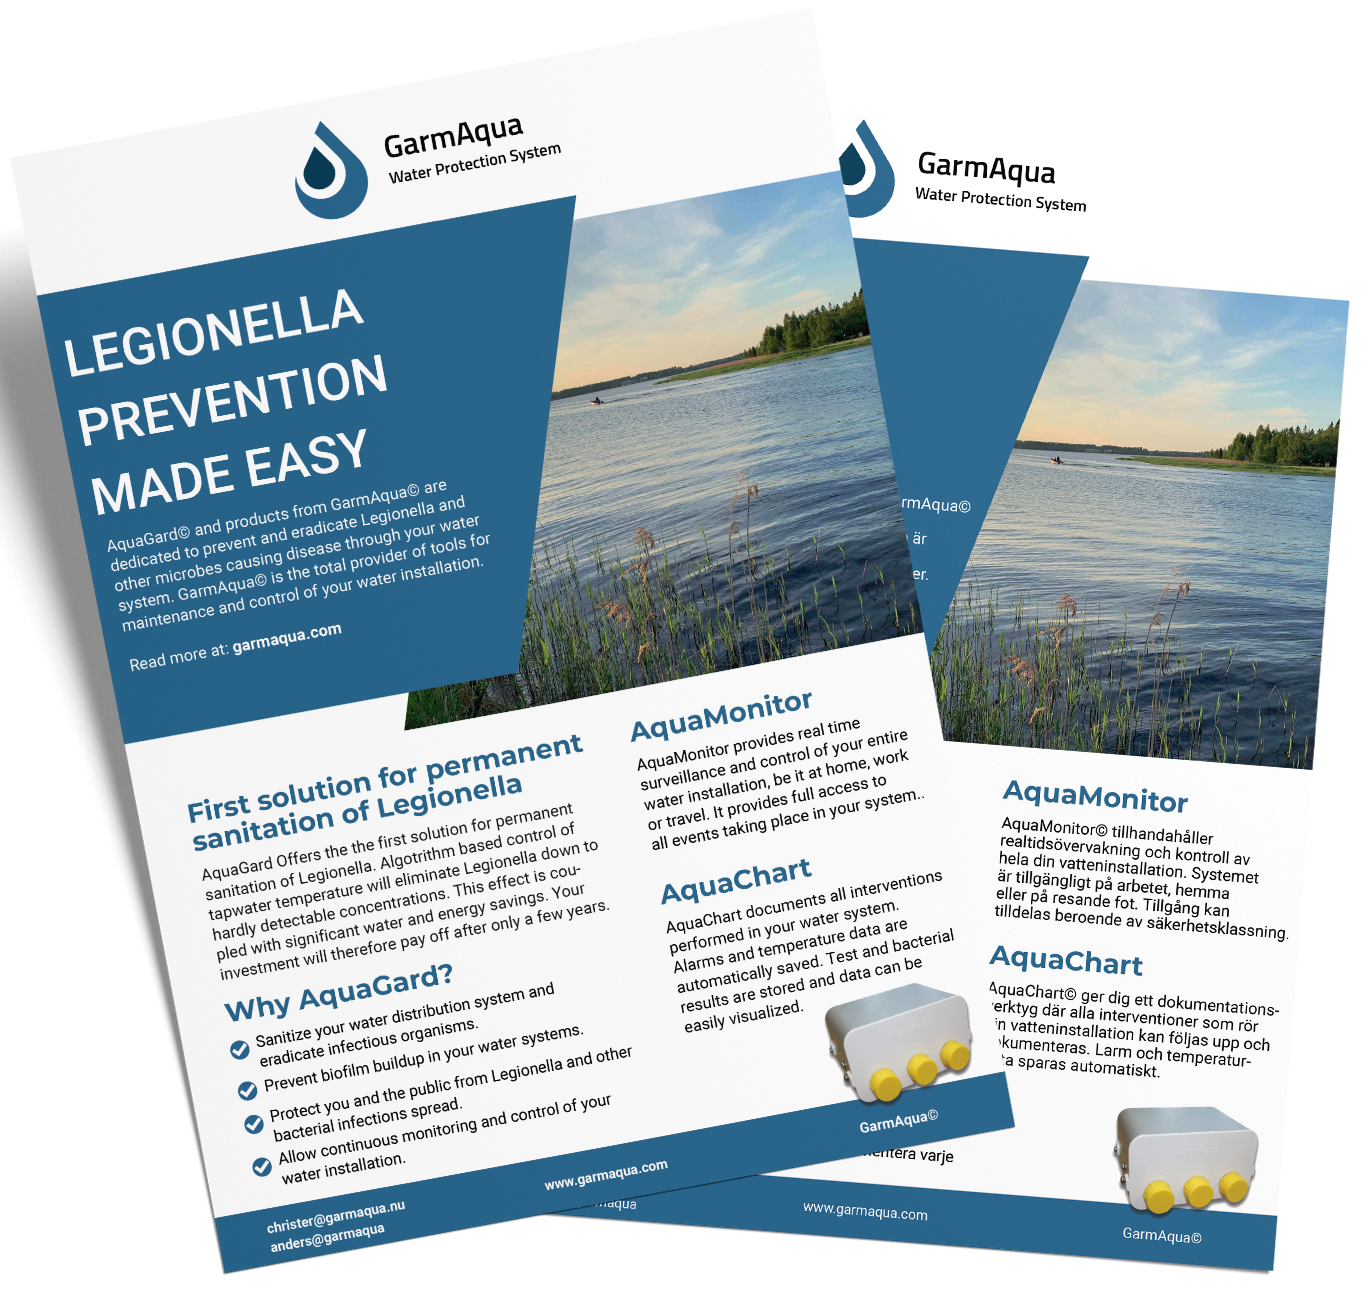 GarmAqua
Water Protection System
LEGIONELLA
PREVENTION
MADE EASY
AquaGard© and products from GarmAqua© are
dedicated to prevent and eradicate Legionella and
other microbes causing disease through your water
system. GarmAqua© is the total provider of tools for
maintenance and control of your water installation.
Read more at: garmaqua.com
First solution for permanent
sanitation of Legionella
AquaGard Offers the the first solution for permanent
sanitation of Legionella. Algotrithm based control of
tapwater temperature will eliminate Legionella down to
hardly detectable concentrations. This effect is cou-
pled with significant water and energy savings. Your
investment will therefore pay off after only a few years.
Why AquaGard?
Sanitize your water distribution system and
eradicate infectious organisms.
Prevent biofilm buildup in your water systems.
Protect you and the public from Legionella and other
bacterial infections spread.
Allow continuous monitoring and control of your
water installation.
AquaMonitor
AquaMonitor provides real time
surveillance and control of your entire
water installation, be it at home, work
or travel. It provides full access to
all events taking place in your system..
AquaChart
AquaChart documents all interventions
performed in your water system.
Alarms and temperature data are
automatically saved. Test and bacterial
results are stored and data can be
easily visualized.
christer@garmaqua.nu
anders@garmaqua
www.garmaqua.com
GarmAqua©
GarmAqua
Water Protection System
rmAqua©
är
er.
AquaMonitor
AquaMonitor© tillhandahåller
realtidsövervakning och kontroll av
hela din vatteninstallation. Systemet
är tillgängligt på arbetet, hemma
eller på resande fot. Tillgång kan
tilldelas beroende av säkerhetsklassning.
AquaChart
AquaChart© ger dig ett dokumentations-
verktyg där alla interventioner som rör
in vatteninstallation kan följas upp och
okumenteras. Larm och temperatur-
ta sparas automatiskt.
entera varje
maqua
www.garmaqua.com
GarmAqua©